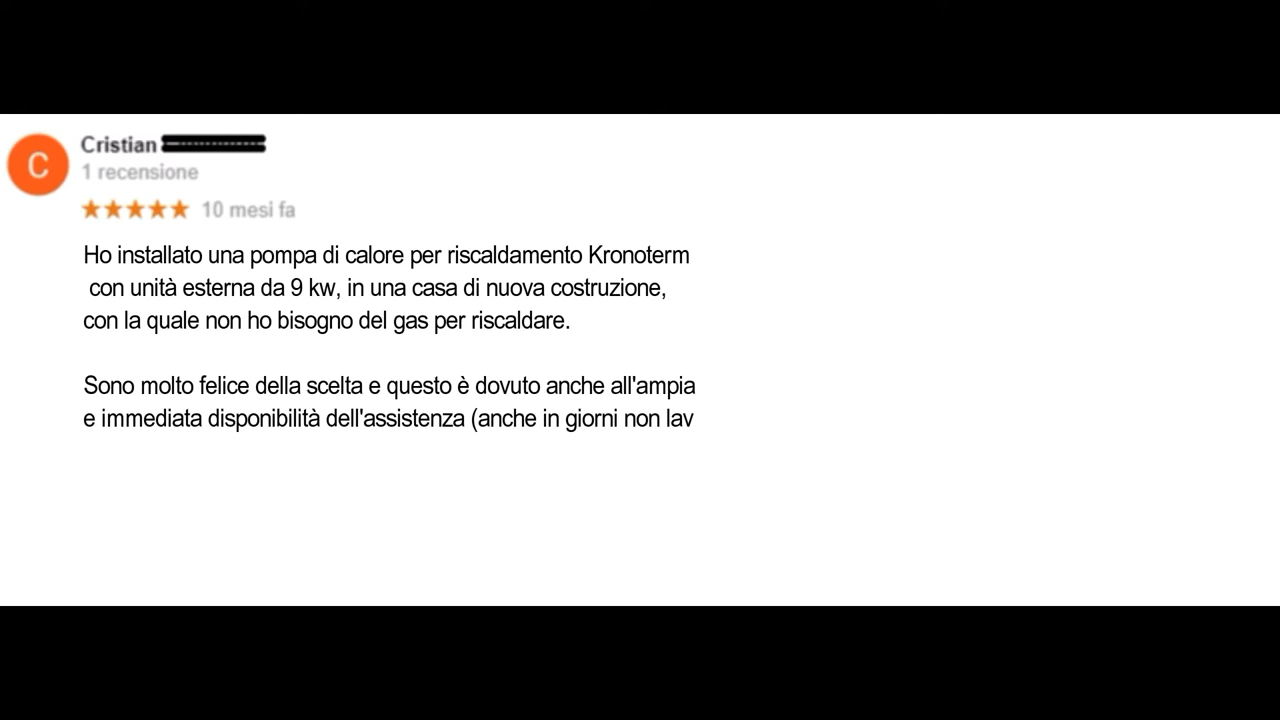 C
Cristian
1 recensione
10 mesi fa
Ho installato una pompa di calore per riscaldamento Kronoterm
con unità esterna da 9 kw, in una casa di nuova costruzione,
con la quale non ho bisogno del gas per riscaldare.
Sono molto felice della scelta e questo è dovuto anche all'ampia
e immediata disponibilità dell'assistenza (anche in giorni non lav